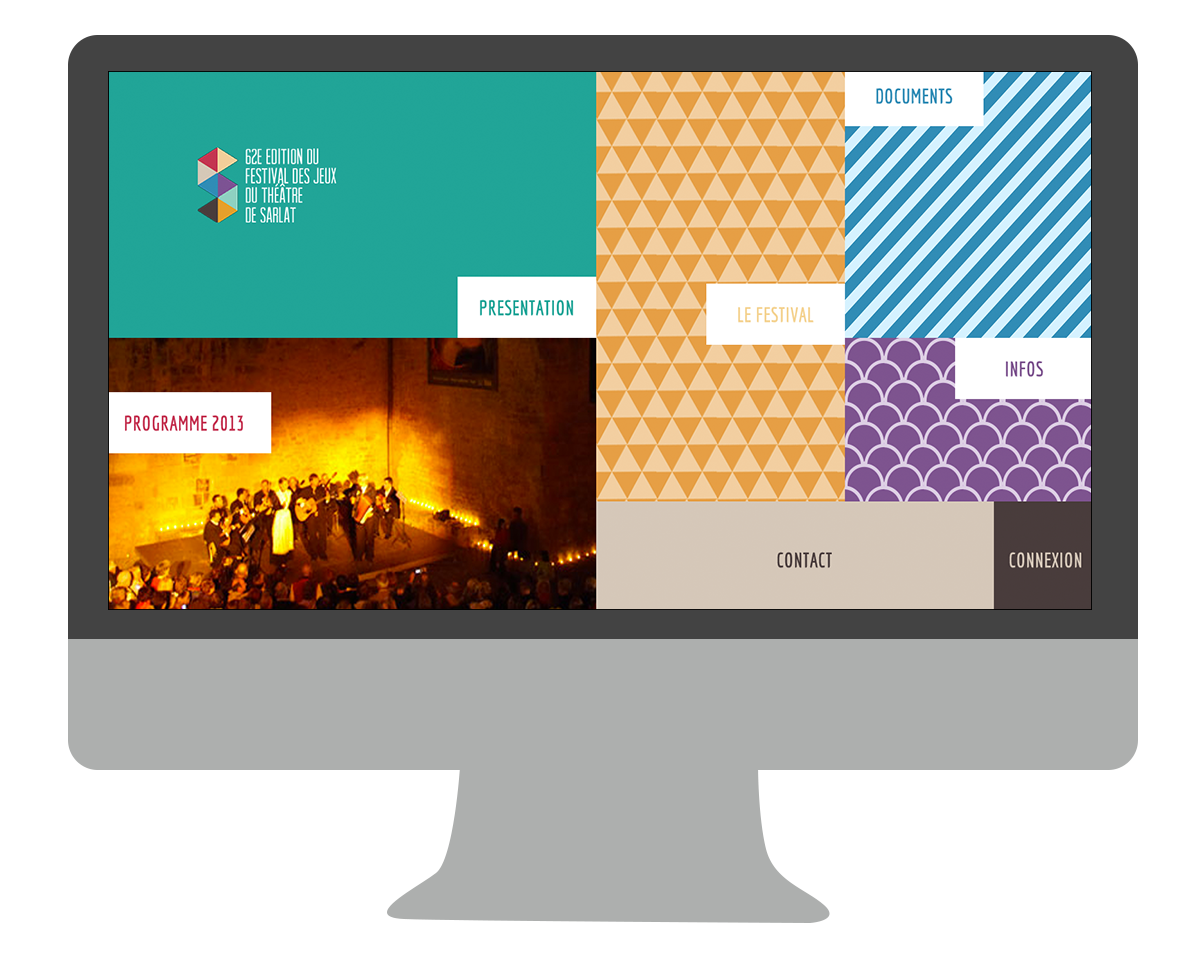 62E EDITION DU
FESTIVAL DES JEUX
DU THÉÂTRE
DE SARLAT
PRESENTATION
PROGRAMME 2013
LE FESTIVAL
DOCUMENTS
INFOS
CONTACT
CONNEXION